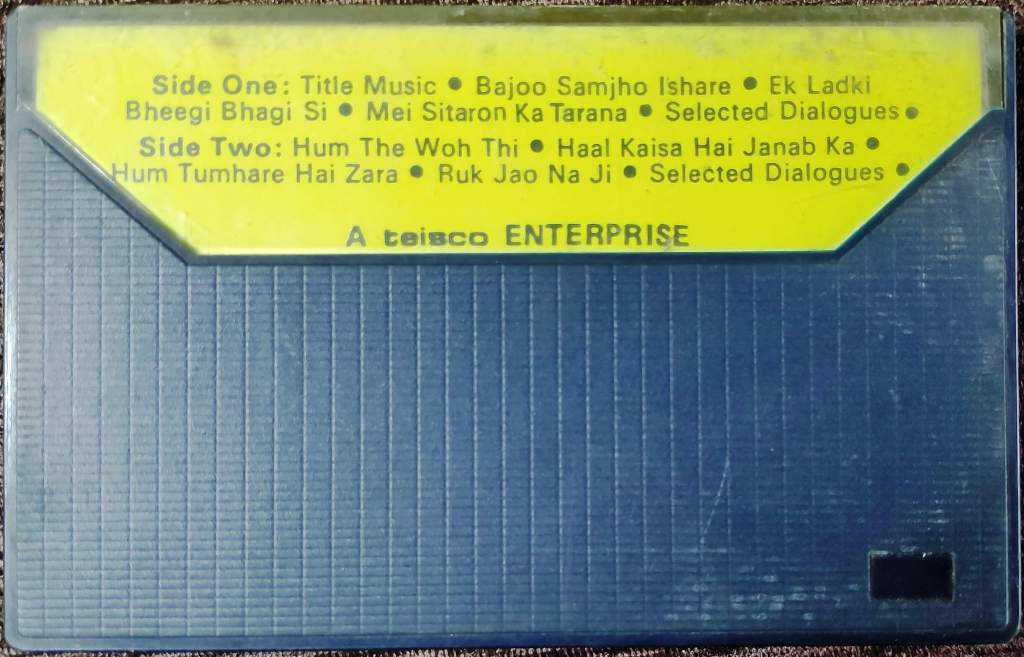 Side One: Title Music • Bajoo Samjho Ishare • Ek Ladki
Bheegi Bhagi Si • Mei Sitaron Ka Tarana • Selected Dialogues •
Side Two: Hum The Woh Thi • Haal Kaisa Hai Janab Ka •
Hum Tumhare Hai Zara • Ruk Jao Na Ji • Selected Dialogues •
A teisco ENTERPRISE